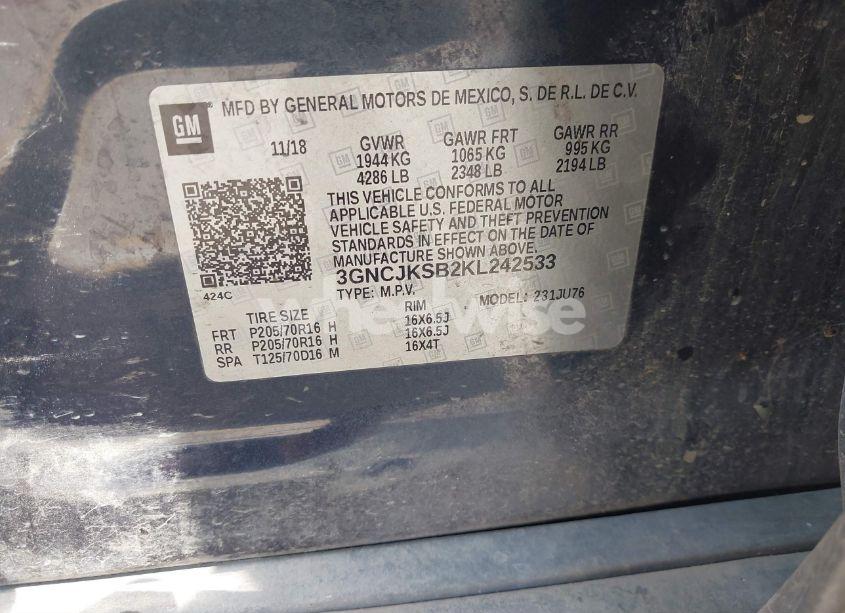 GM MFD BY GENERAL MOTORS DE MEXICO, S. DE R.L. DE C.V.
11/18 GVWR GAWR FRT GAWR RR
1944 KG 1065 KG 995 KG
4286 LB 2348 LB 2194 LB
THIS VEHICLE CONFORMS TO ALL
APPLICABLE U.S. FEDERAL MOTOR
VEHICLE SAFETY AND THEFT PREVENTION
STANDARDS IN EFFECT ON THE DATE OF
MANUFACTURE SHOWN ABOVE.
424C 3GNCJKSB2KL242533
TYPE: M.P.V. MODEL: 231JU76
TIRE SIZE RIM
FRT P205/70R16 H 16X6.5J
RR P205/70R16 H 16X6.5J
SPA T125/70D16 M 16X4T